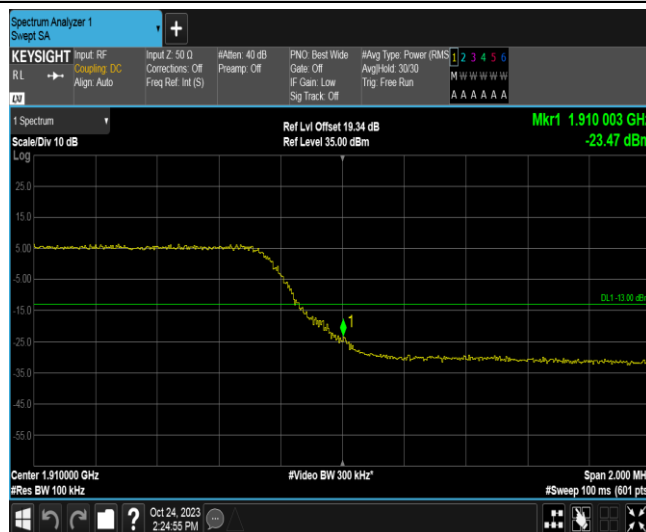 Spectrum Analyzer 1
Swept SA
+
KEYSIGHT
RL
LXI
Input: RF
Coupling: DC
Align: Auto
Input Z: 50 Ω
Corrections: Off
Freq Ref: Int (S)
#Atten: 40 dB
Preamp: Off
PNO: Best Wide
Gate: Off
IF Gain: Low
Sig Track: Off
#Avg Type: Power (RMS
Avg|Hold: 30/30
Trig: Free Run
1 2 3 4 5 6
M W W W W W
A A A A A A
1 Spectrum
Scale/Div 10 dB
Ref Lvl Offset 19.34 dB
Ref Level 35.00 dBm
Mkr1 1.910 003 GHz
-23.47 dBm
Log
25.0
15.0
5.00
-5.00
-15.0
-25.0
-35.0
-45.0
-55.0
DL1 -13.00 dBm
1
Center 1.910000 GHz
#Res BW 100 kHz
#Video BW 300 kHz*
Span 2.000 MH
#Sweep 100 ms (601 pts
?
Oct 24, 2023
2:24:55 PM